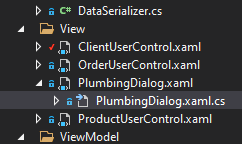 DataSerializer.cs
View
ClientUserControl.xaml
OrderUserControl.xaml
PlumbingDialog.xaml
PlumbingDialog.xaml.cs
ProductUserControl.xaml
ViewModel